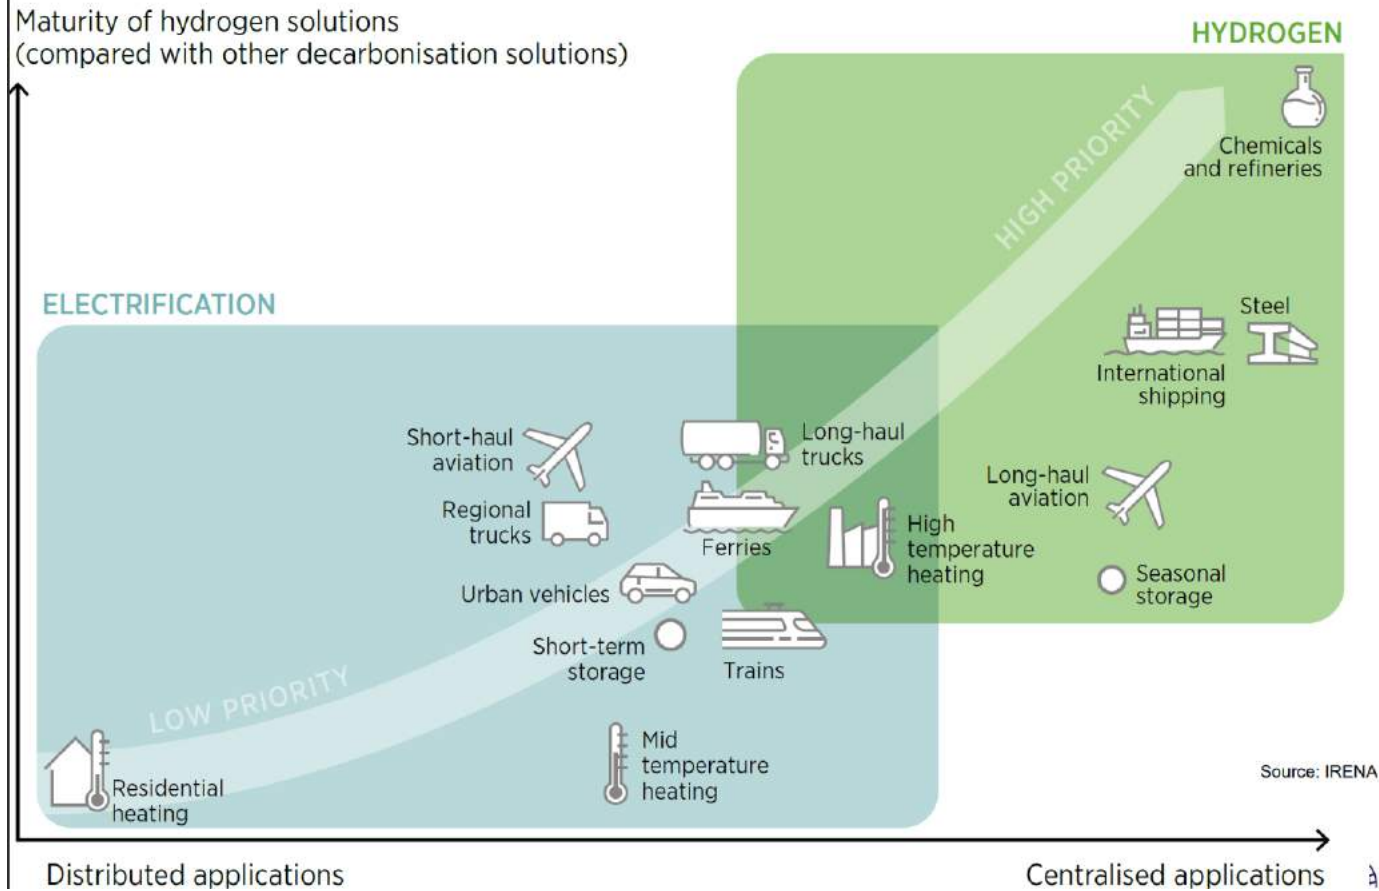 Maturity of hydrogen solutions
(compared with other decarbonisation solutions)
HYDROGEN
HIGH PRIORITY
Chemicals
and refineries
ELECTRIFICATION
Steel
International
shipping
Short-haul
aviation
Long-haul
trucks
Long-haul
aviation
Regional
trucks
Ferries
High
temperature
heating
Seasonal
storage
Urban vehicles
Short-term
storage
Trains
LOW PRIORITY
Mid
temperature
heating
Residential
heating
Source: IRENA
Distributed applications
Centralised applications